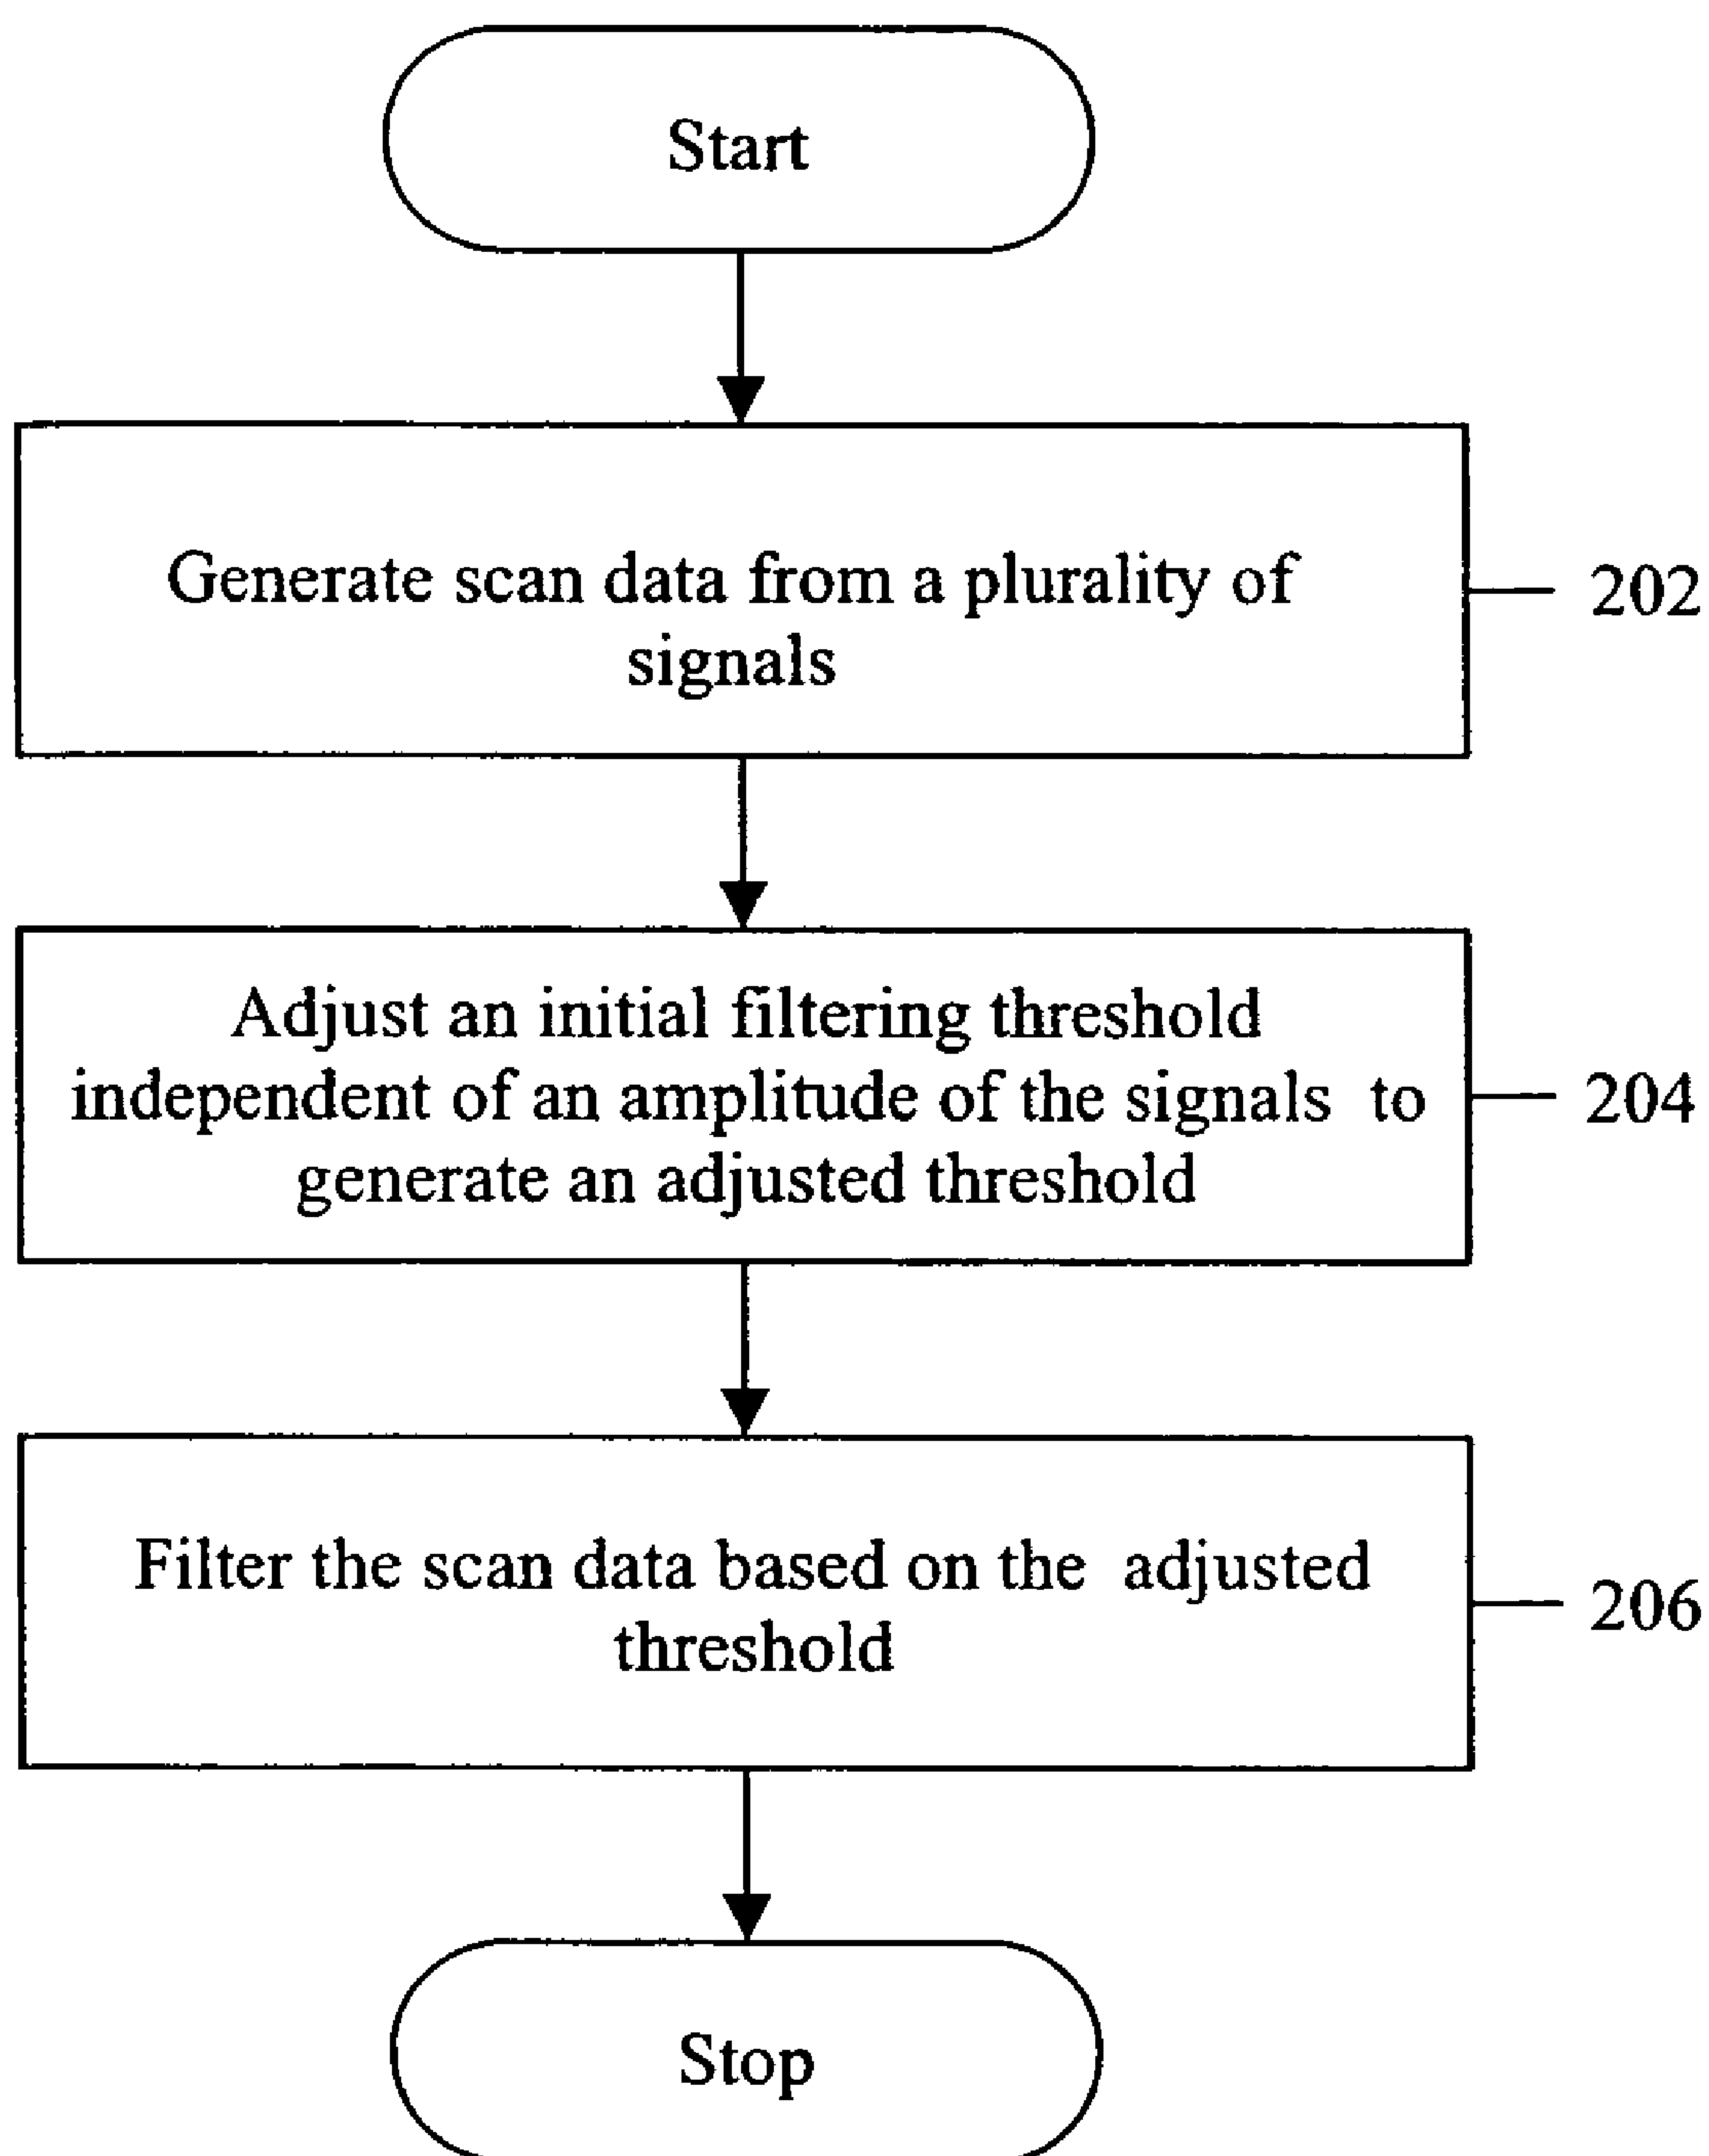 Start
Generate scan data from a plurality of
signals
202
Adjust an initial filtering threshold
independent of an amplitude of the signals to
generate an adjusted threshold
204
Filter the scan data based on the adjusted
threshold
206
Stop